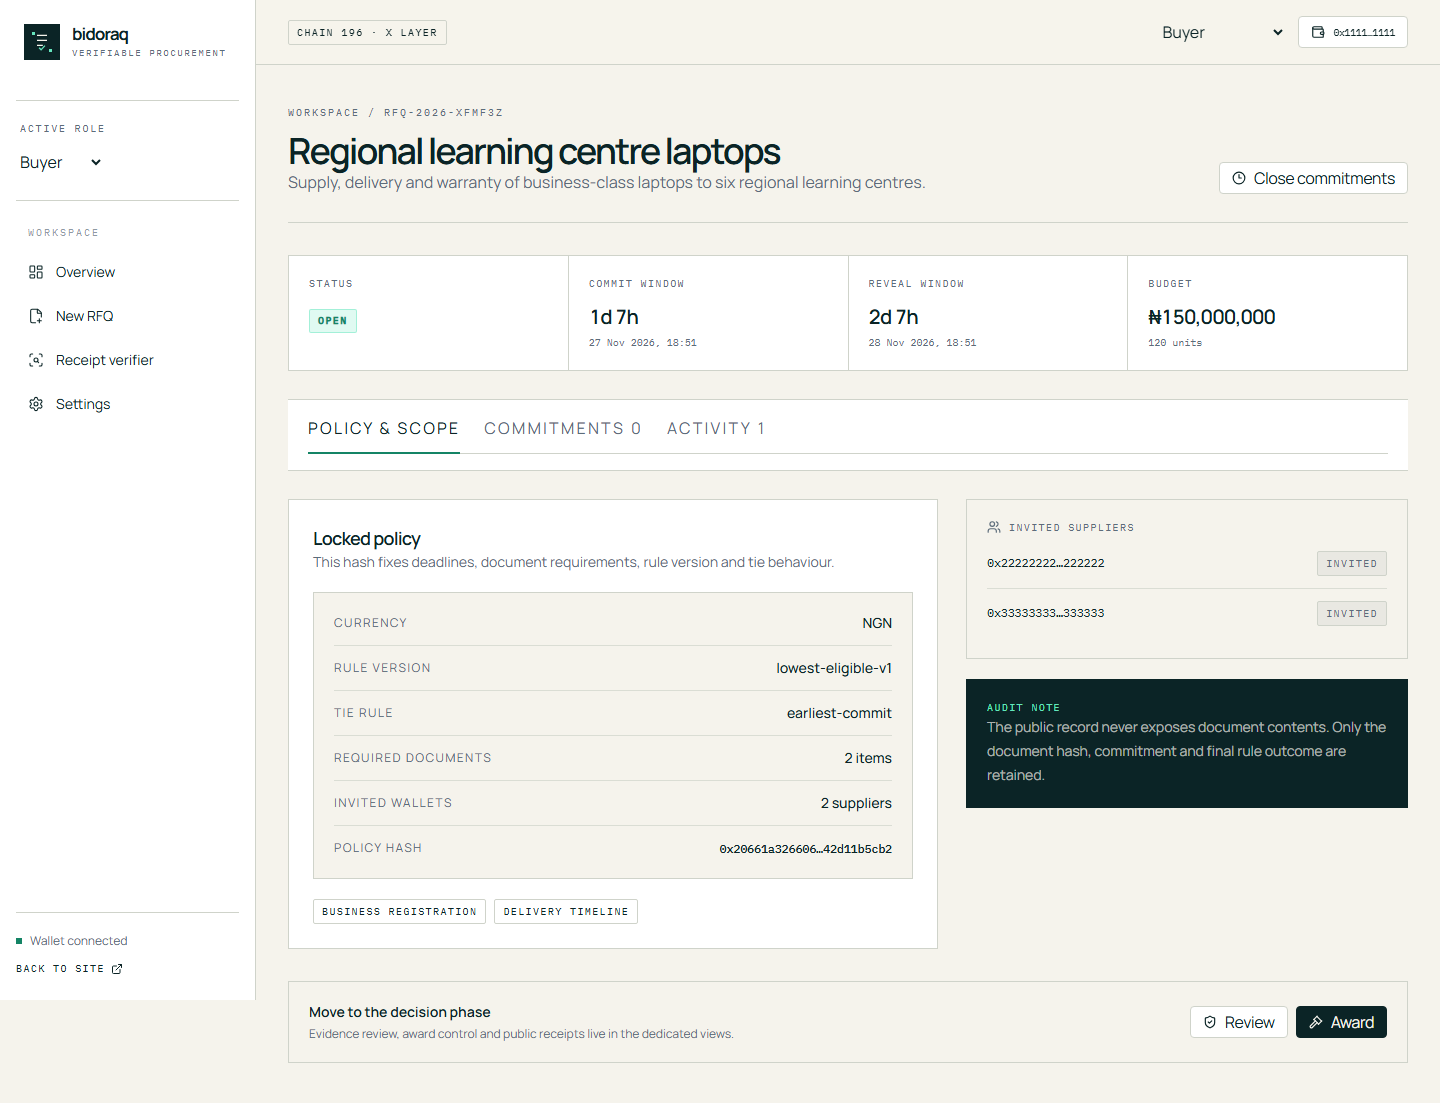 bidoraq
VERIFIABLE PROCUREMENT
ACTIVE ROLE
Buyer
WORKSPACE
Overview
New RFQ
Receipt verifier
Settings
Wallet connected
BACK TO SITE
CHAIN 196 · X LAYER
Buyer
0x1111…1111
WORKSPACE / RFQ-2026-XFMF3Z
Regional learning centre laptops
Supply, delivery and warranty of business-class laptops to six regional learning centres.
Close commitments
STATUS
OPEN
COMMIT WINDOW
1d 7h
27 Nov 2026, 18:51
REVEAL WINDOW
2d 7h
28 Nov 2026, 18:51
BUDGET
₦150,000,000
120 units
POLICY & SCOPE
COMMITMENTS 0
ACTIVITY 1
Locked policy
This hash fixes deadlines, document requirements, rule version and tie behaviour.
CURRENCY NGN
RULE VERSION lowest-eligible-v1
TIE RULE earliest-commit
REQUIRED DOCUMENTS 2 items
INVITED WALLETS 2 suppliers
POLICY HASH 0x20661a326606…42d11b5cb2
BUSINESS REGISTRATION
DELIVERY TIMELINE
INVITED SUPPLIERS
0x22222222…222222 INVITED
0x33333333…333333 INVITED
AUDIT NOTE
The public record never exposes document contents. Only the
document hash, commitment and final rule outcome are
retained.
Move to the decision phase
Evidence review, award control and public receipts live in the dedicated views.
Review
Award